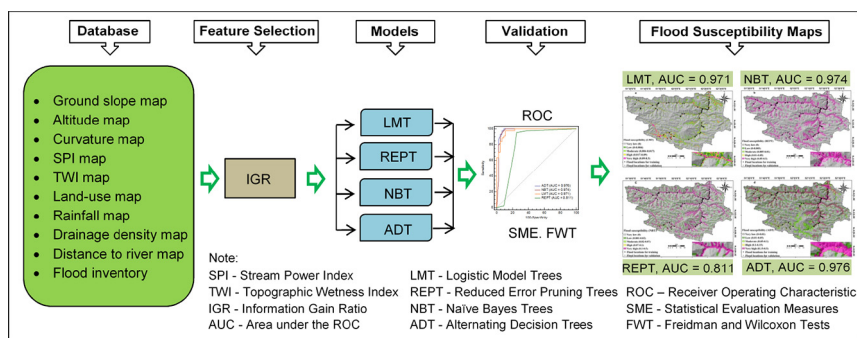 Database
Feature Selection
Models
Validation
Flood Susceptibility Maps
Ground slope map
Altitude map
Curvature map
SPI map
TWI map
Land-use map
Rainfall map
Drainage density map
Distance to river map
Flood inventory
IGR
LMT
REPT
NBT
ADT
ROC
SME. FWT
LMT, AUC = 0.971
NBT, AUC = 0.974
REPT, AUC = 0.811
ADT, AUC = 0.976
Note:
SPI - Stream Power Index
TWI - Topographic Wetness Index
IGR - Information Gain Ratio
AUC - Area under the ROC
LMT - Logistic Model Trees
REPT - Reduced Error Pruning Trees
NBT - Naïve Bayes Trees
ADT - Alternating Decision Trees
ROC – Receiver Operating Characteristic
SME - Statistical Evaluation Measures
FWT - Freidman and Wilcoxon Tests